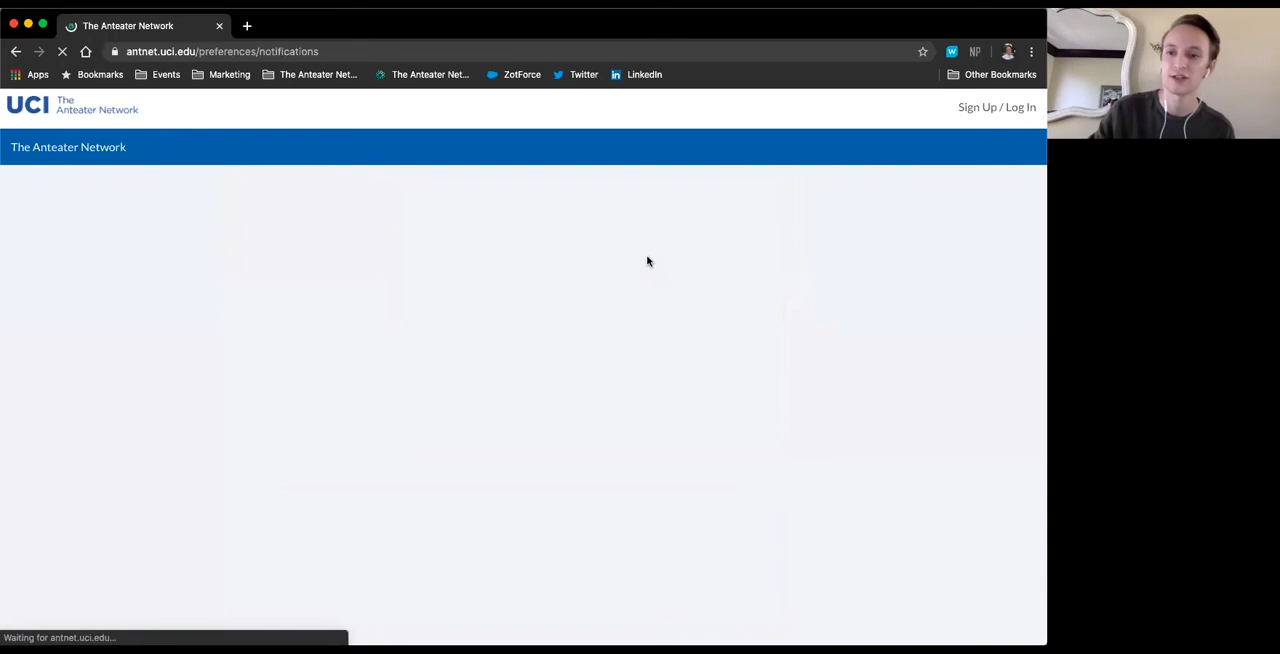 The Anteater Network
antnet.uci.edu/preferences/notifications
W NP
Apps Bookmarks Events Marketing The Anteater Net... The Anteater Net... ZotForce Twitter LinkedIn Other Bookmarks
UCI The Anteater Network
Sign Up / Log In
The Anteater Network
Waiting for antnet.uci.edu...